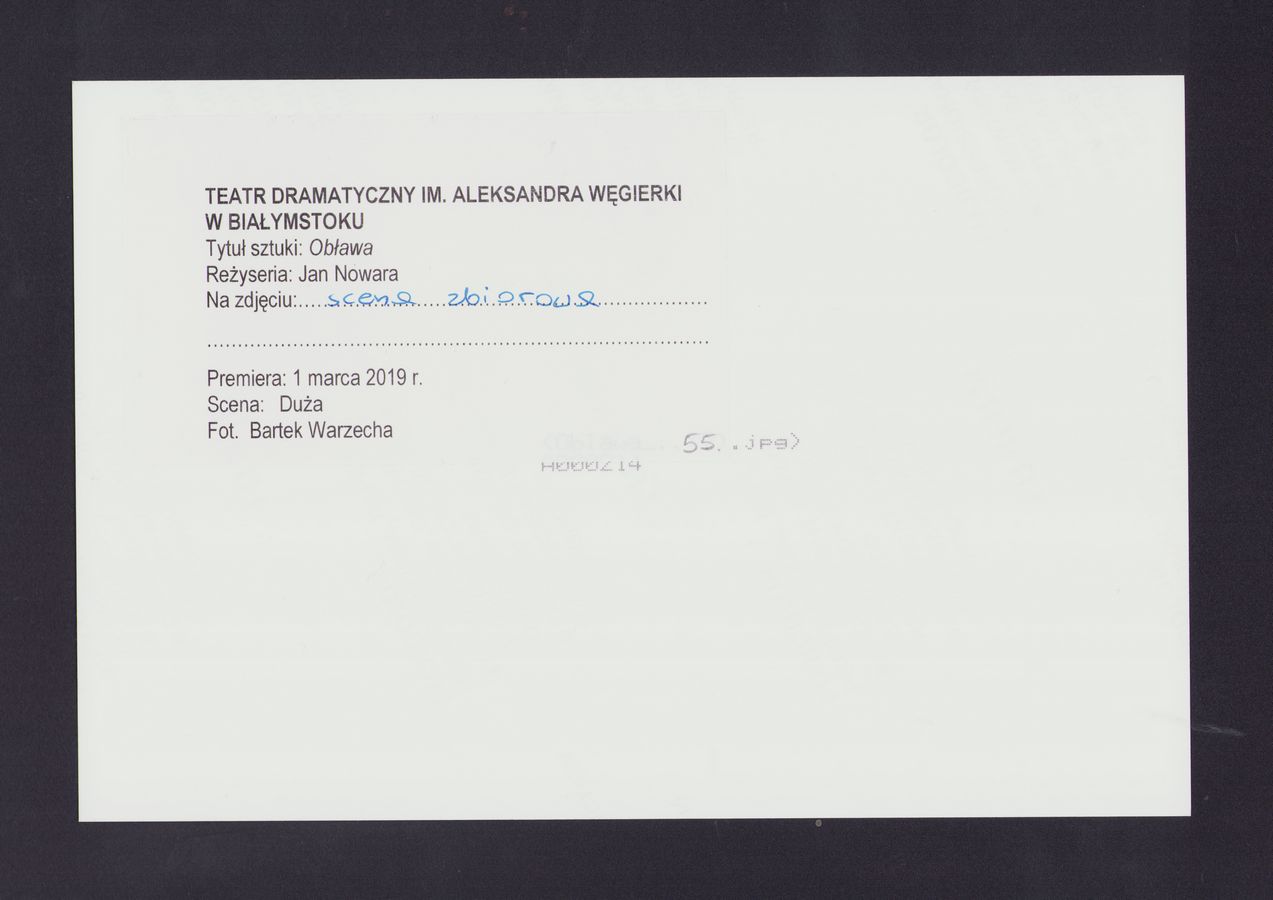 TEATR DRAMATYCZNY IM. ALEKSANDRA WĘGIERKI
W BIAŁYMSTOKU
Tytuł sztuki: Obława
Reżyseria: Jan Nowara
Na zdjęciu:....scena....zbiorowa..................
................................................................................
Premiera: 1 marca 2019 r.
Scena: Duża
Fot. Bartek Warzecha
55. .jpg)